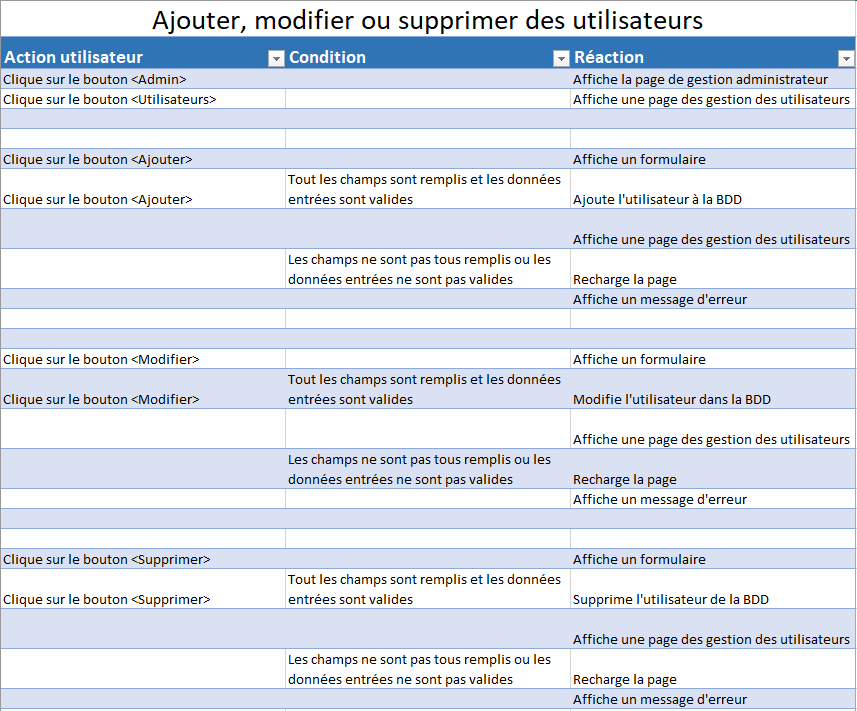 Ajouter, modifier ou supprimer des utilisateurs
Action utilisateur Condition Réaction
Clique sur le bouton <Admin> Affiche la page de gestion administrateur
Clique sur le bouton <Utilisateurs> Affiche une page des gestion des utilisateurs
Clique sur le bouton <Ajouter> Affiche un formulaire
Tout les champs sont remplis et les données
Clique sur le bouton <Ajouter> entrées sont valides Ajoute l'utilisateur à la BDD
Affiche une page des gestion des utilisateurs
Les champs ne sont pas tous remplis ou les
données entrées ne sont pas valides Recharge la page
Affiche un message d'erreur
Clique sur le bouton <Modifier> Affiche un formulaire
Tout les champs sont remplis et les données
Clique sur le bouton <Modifier> entrées sont valides Modifie l'utilisateur dans la BDD
Affiche une page des gestion des utilisateurs
Les champs ne sont pas tous remplis ou les
données entrées ne sont pas valides Recharge la page
Affiche un message d'erreur
Clique sur le bouton <Supprimer> Affiche un formulaire
Tout les champs sont remplis et les données
Clique sur le bouton <Supprimer> entrées sont valides Supprime l'utilisateur de la BDD
Affiche une page des gestion des utilisateurs
Les champs ne sont pas tous remplis ou les
données entrées ne sont pas valides Recharge la page
Affiche un message d'erreur